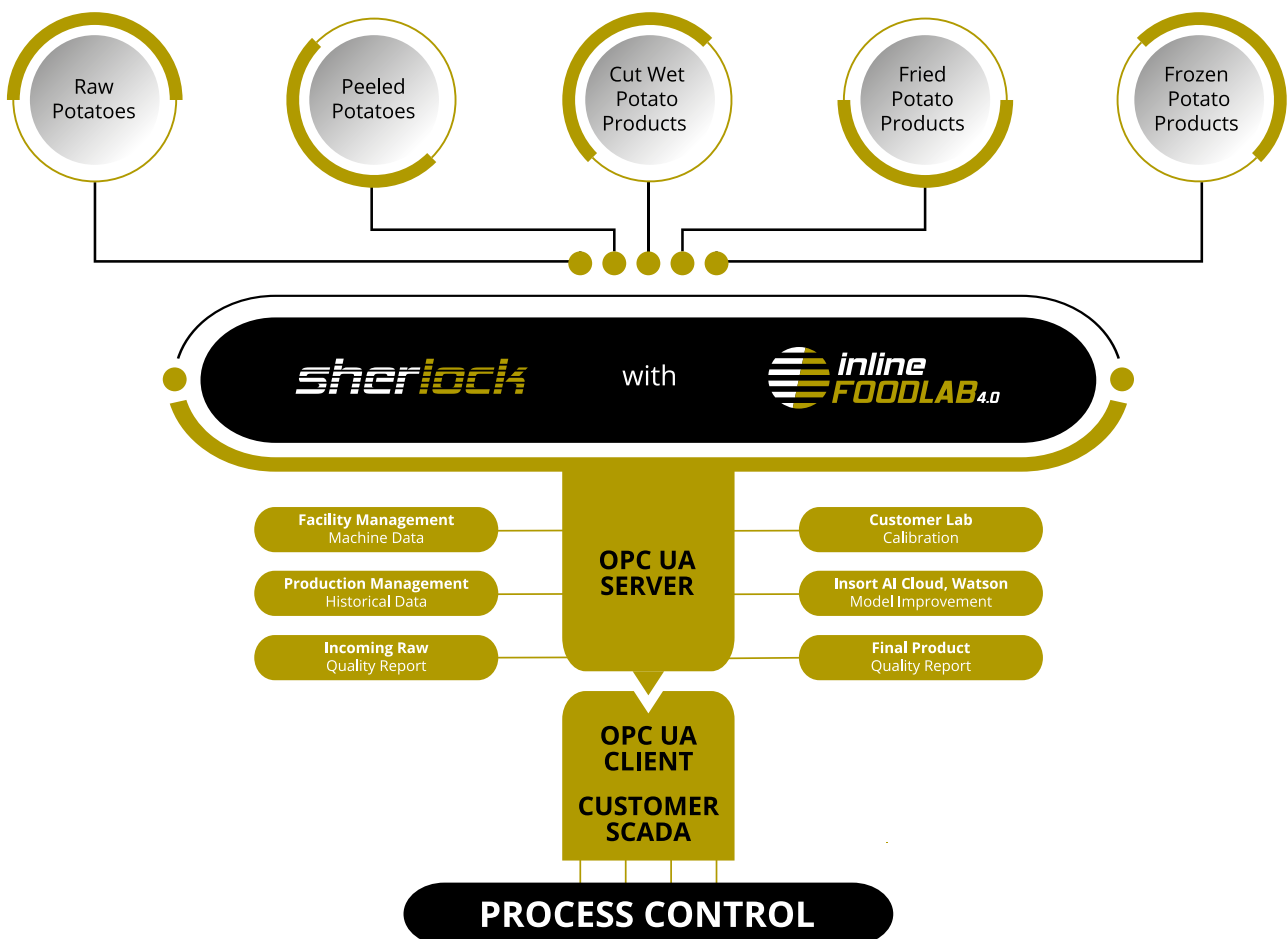 Raw
Potatoes
Peeled
Potatoes
Cut Wet
Potato
Products
Fried
Potato
Products
Frozen
Potato
Products
sherlock
with
inline
FOODLAB 4.0
Facility Management
Machine Data
Production Management
Historical Data
Incoming Raw
Quality Report
OPC UA
SERVER
Customer Lab
Calibration
Insort AI Cloud, Watson
Model Improvement
Final Product
Quality Report
OPC UA
CLIENT
CUSTOMER
SCADA
PROCESS CONTROL